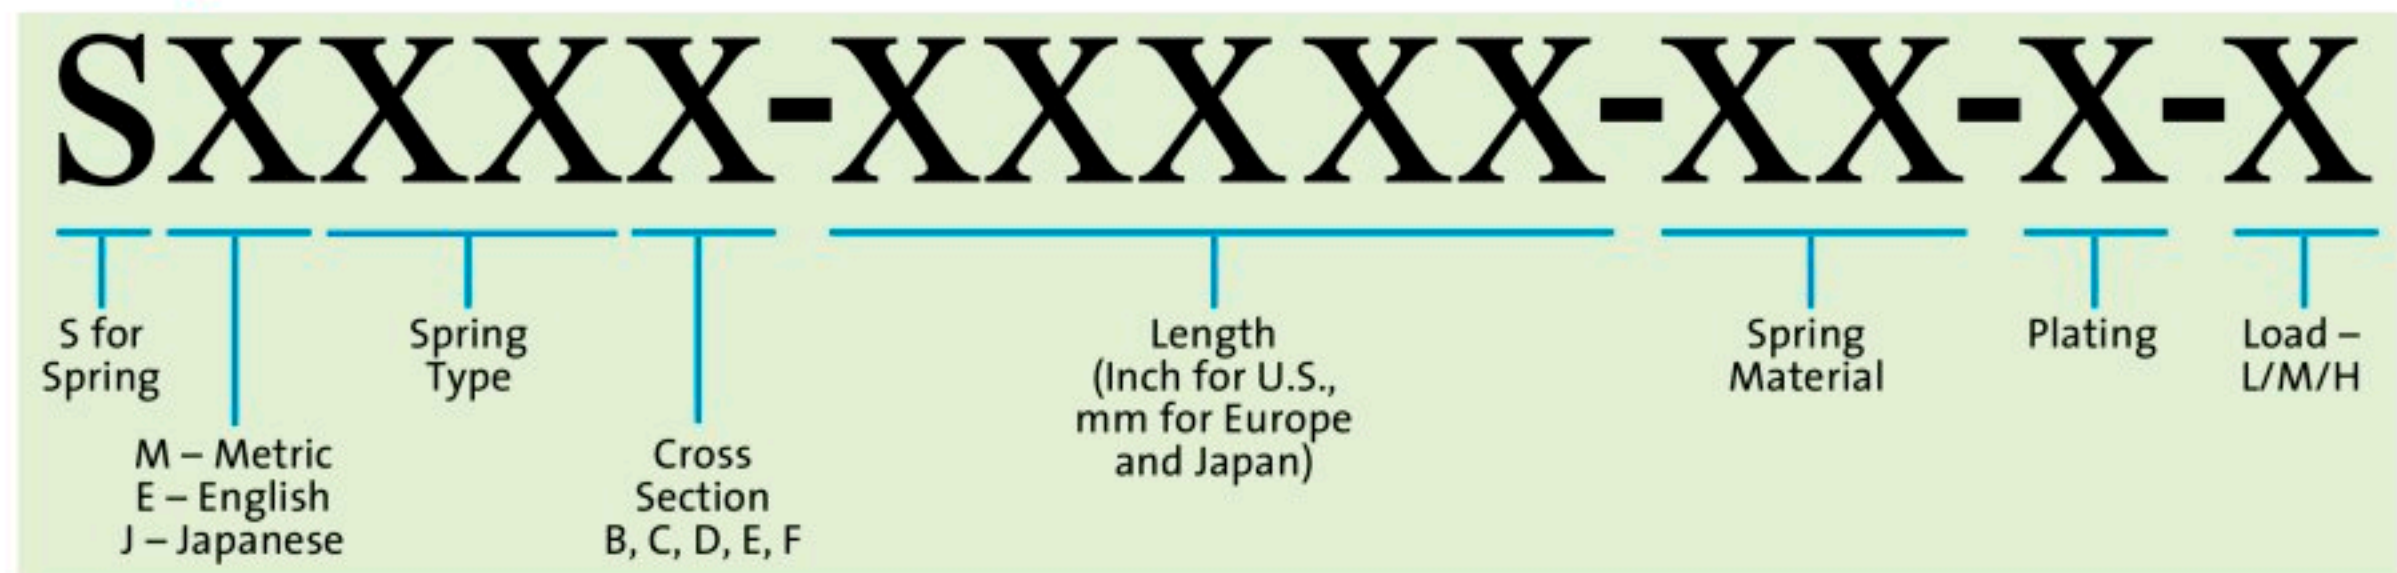 SXXXX-XXXXX-XX-X-X
S for
Spring
M – Metric
E – English
J – Japanese
Spring
Type
Cross
Section
B, C, D, E, F
Length
(Inch for U.S.,
mm for Europe
and Japan)
Spring
Material
Plating
Load –
L/M/H